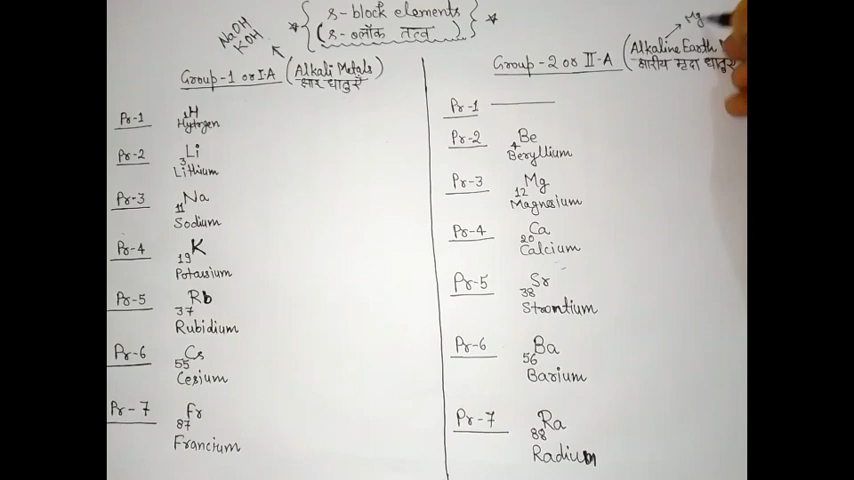 * { s-block elements } *
( s-ब्लॉक तत्व )
NaOH
KOH
Group-1 or I-A (Alkali Metals)
क्षार धातुएँ
Pr-1 1H
Hydrgen
Pr-2 3Li
Lithium
Pr-3 11Na
Sodium
Pr-4 19K
Potassium
Pr-5 37Rb
Rubidium
Pr-6 55Cs
Cesium
Pr-7 87Fr
Francium
Mg
Group-2 or II-A (Alkaline Earth
क्षारीय मृदा धातुएँ
Pr-1
Pr-2 4Be
Beryllium
Pr-3 12Mg
Magnesium
Pr-4 20Ca
Calcium
Pr-5 38Sr
Strontium
Pr-6 56Ba
Barium
Pr-7 88Ra
Radium